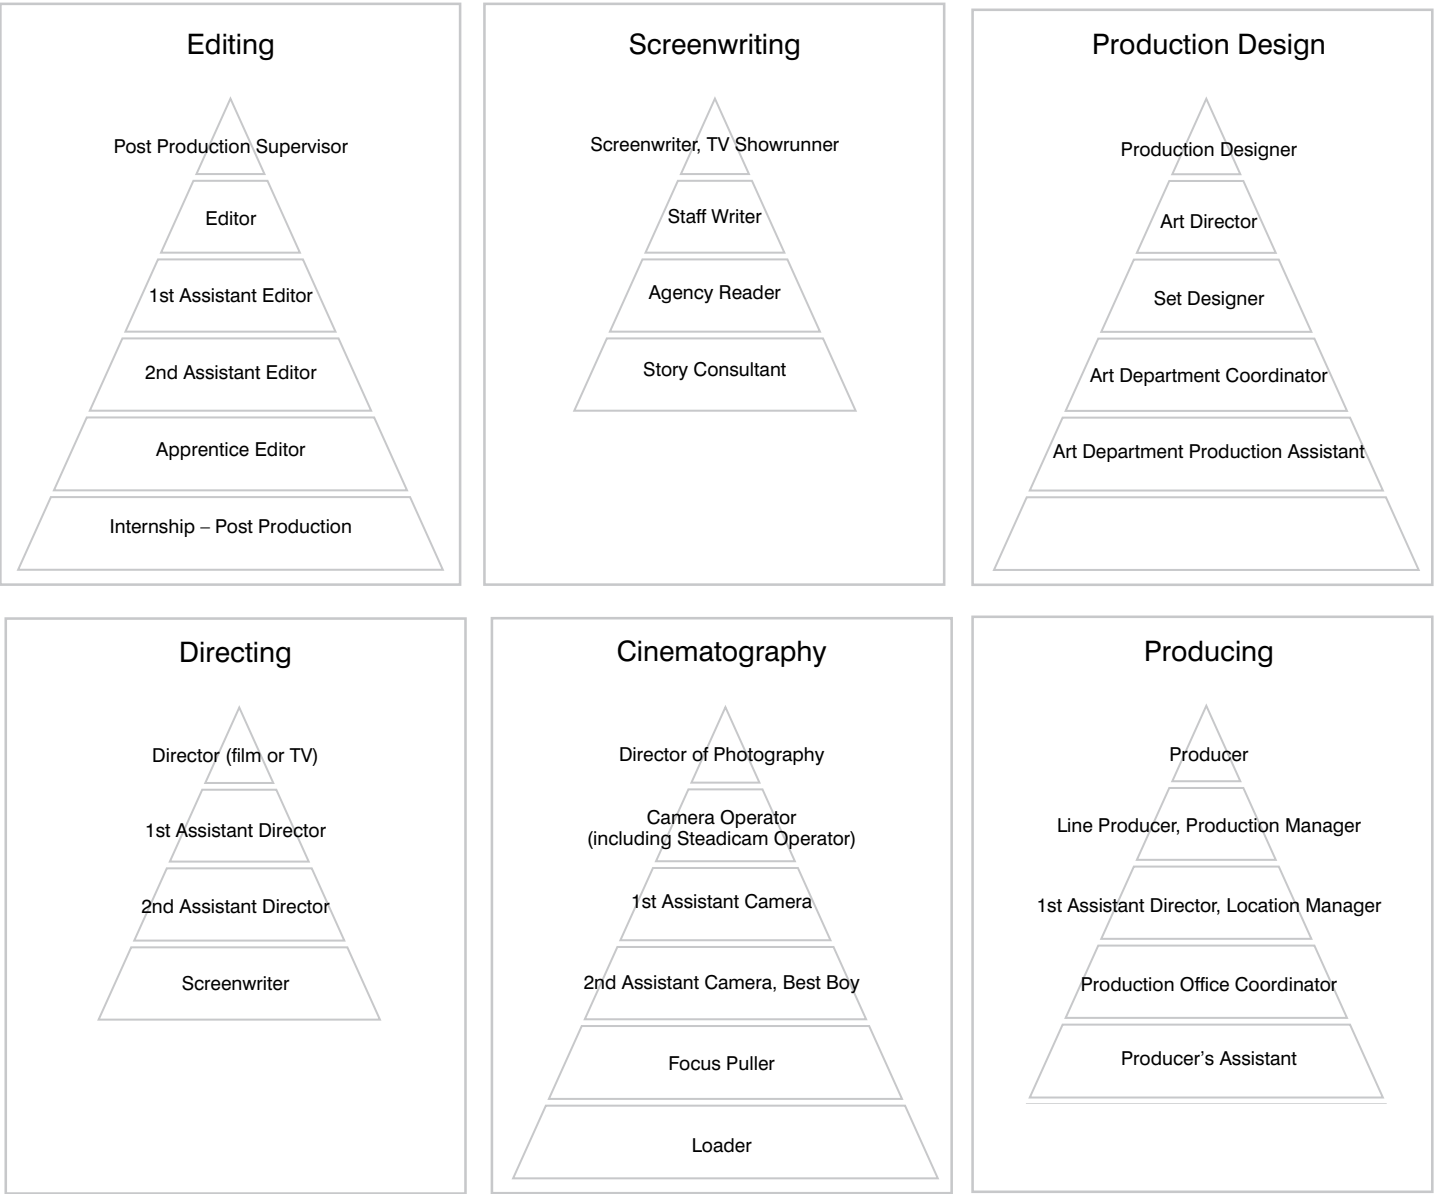 Editing
Post Production Supervisor
Editor
1st Assistant Editor
2nd Assistant Editor
Apprentice Editor
Internship – Post Production
Screenwriting
Screenwriter, TV Showrunner
Staff Writer
Agency Reader
Story Consultant
Production Design
Production Designer
Art Director
Set Designer
Art Department Coordinator
Art Department Production Assistant
Directing
Director (film or TV)
1st Assistant Director
2nd Assistant Director
Screenwriter
Cinematography
Director of Photography
Camera Operator
(including Steadicam Operator)
1st Assistant Camera
2nd Assistant Camera, Best Boy
Focus Puller
Loader
Producing
Producer
Line Producer, Production Manager
1st Assistant Director, Location Manager
Production Office Coordinator
Producer’s Assistant